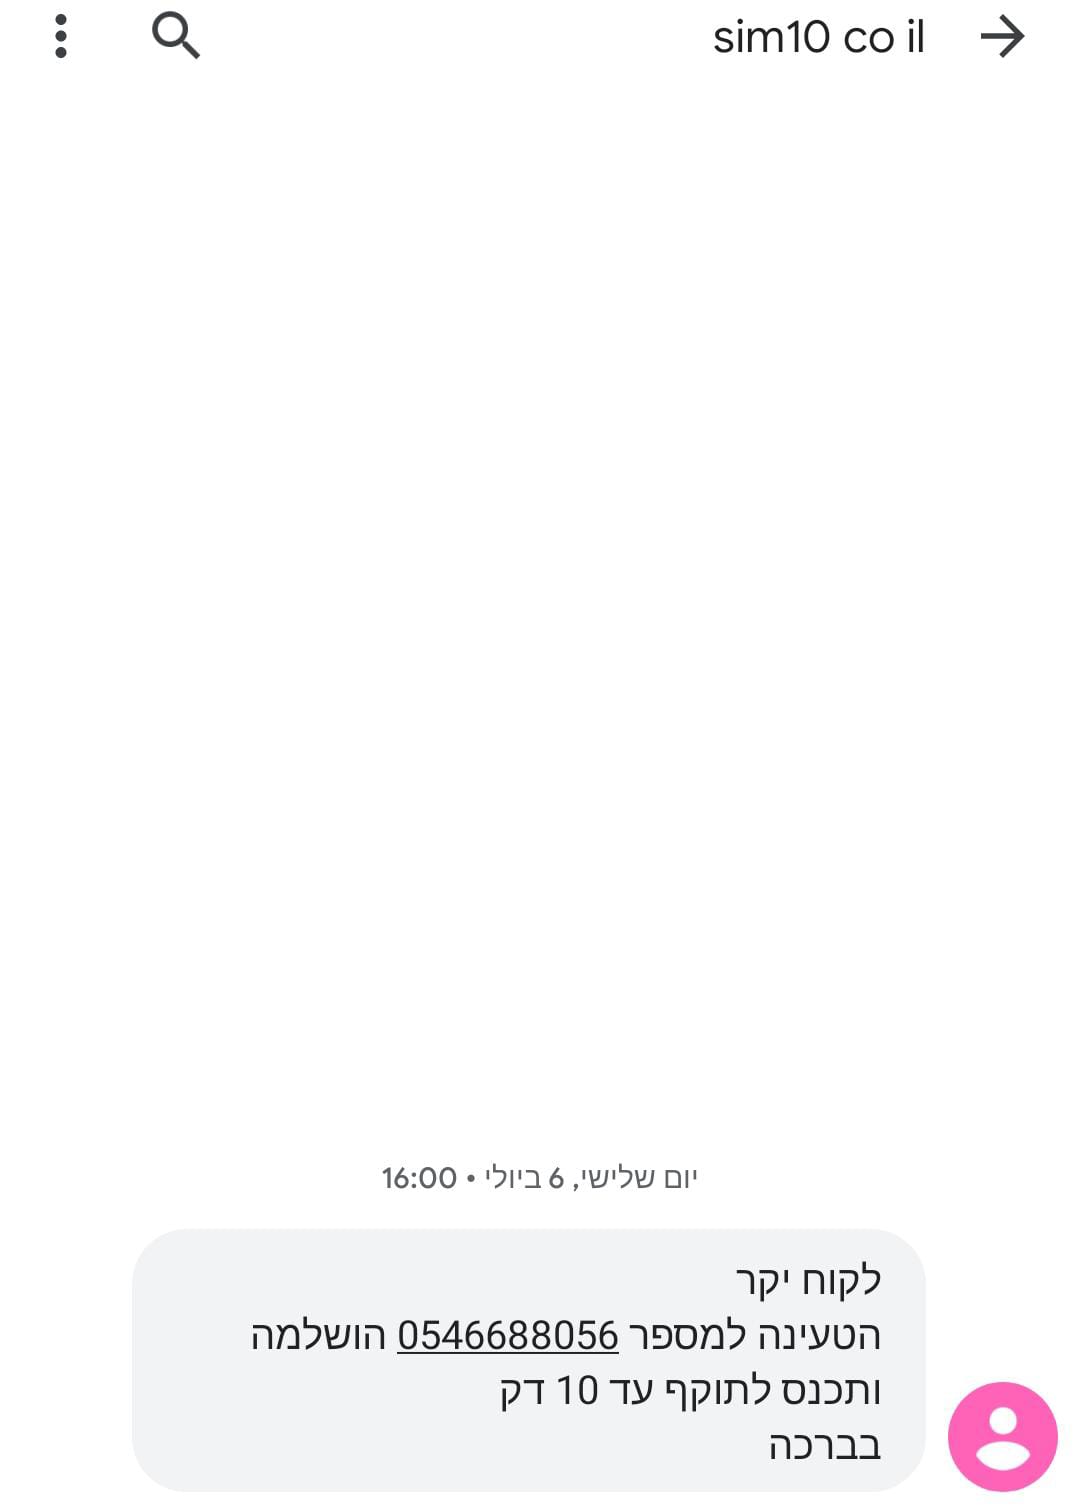 sim10 co il
יום שלישי, 6 ביולי • 16:00
לקוח יקר
הטעינה למספר 0546688056 הושלמה
ותכנס לתוקף עד 10 דק
בברכה